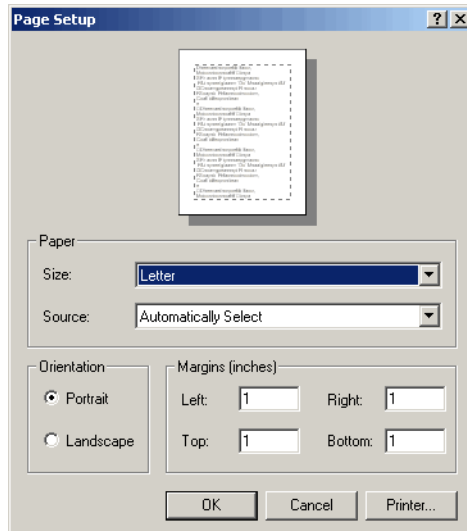 Page Setup
Paper
Size: Letter
Source: Automatically Select
Orientation
Portrait
Landscape
Margins (inches)
Left: 1 Right: 1
Top: 1 Bottom: 1
OK Cancel Printer...